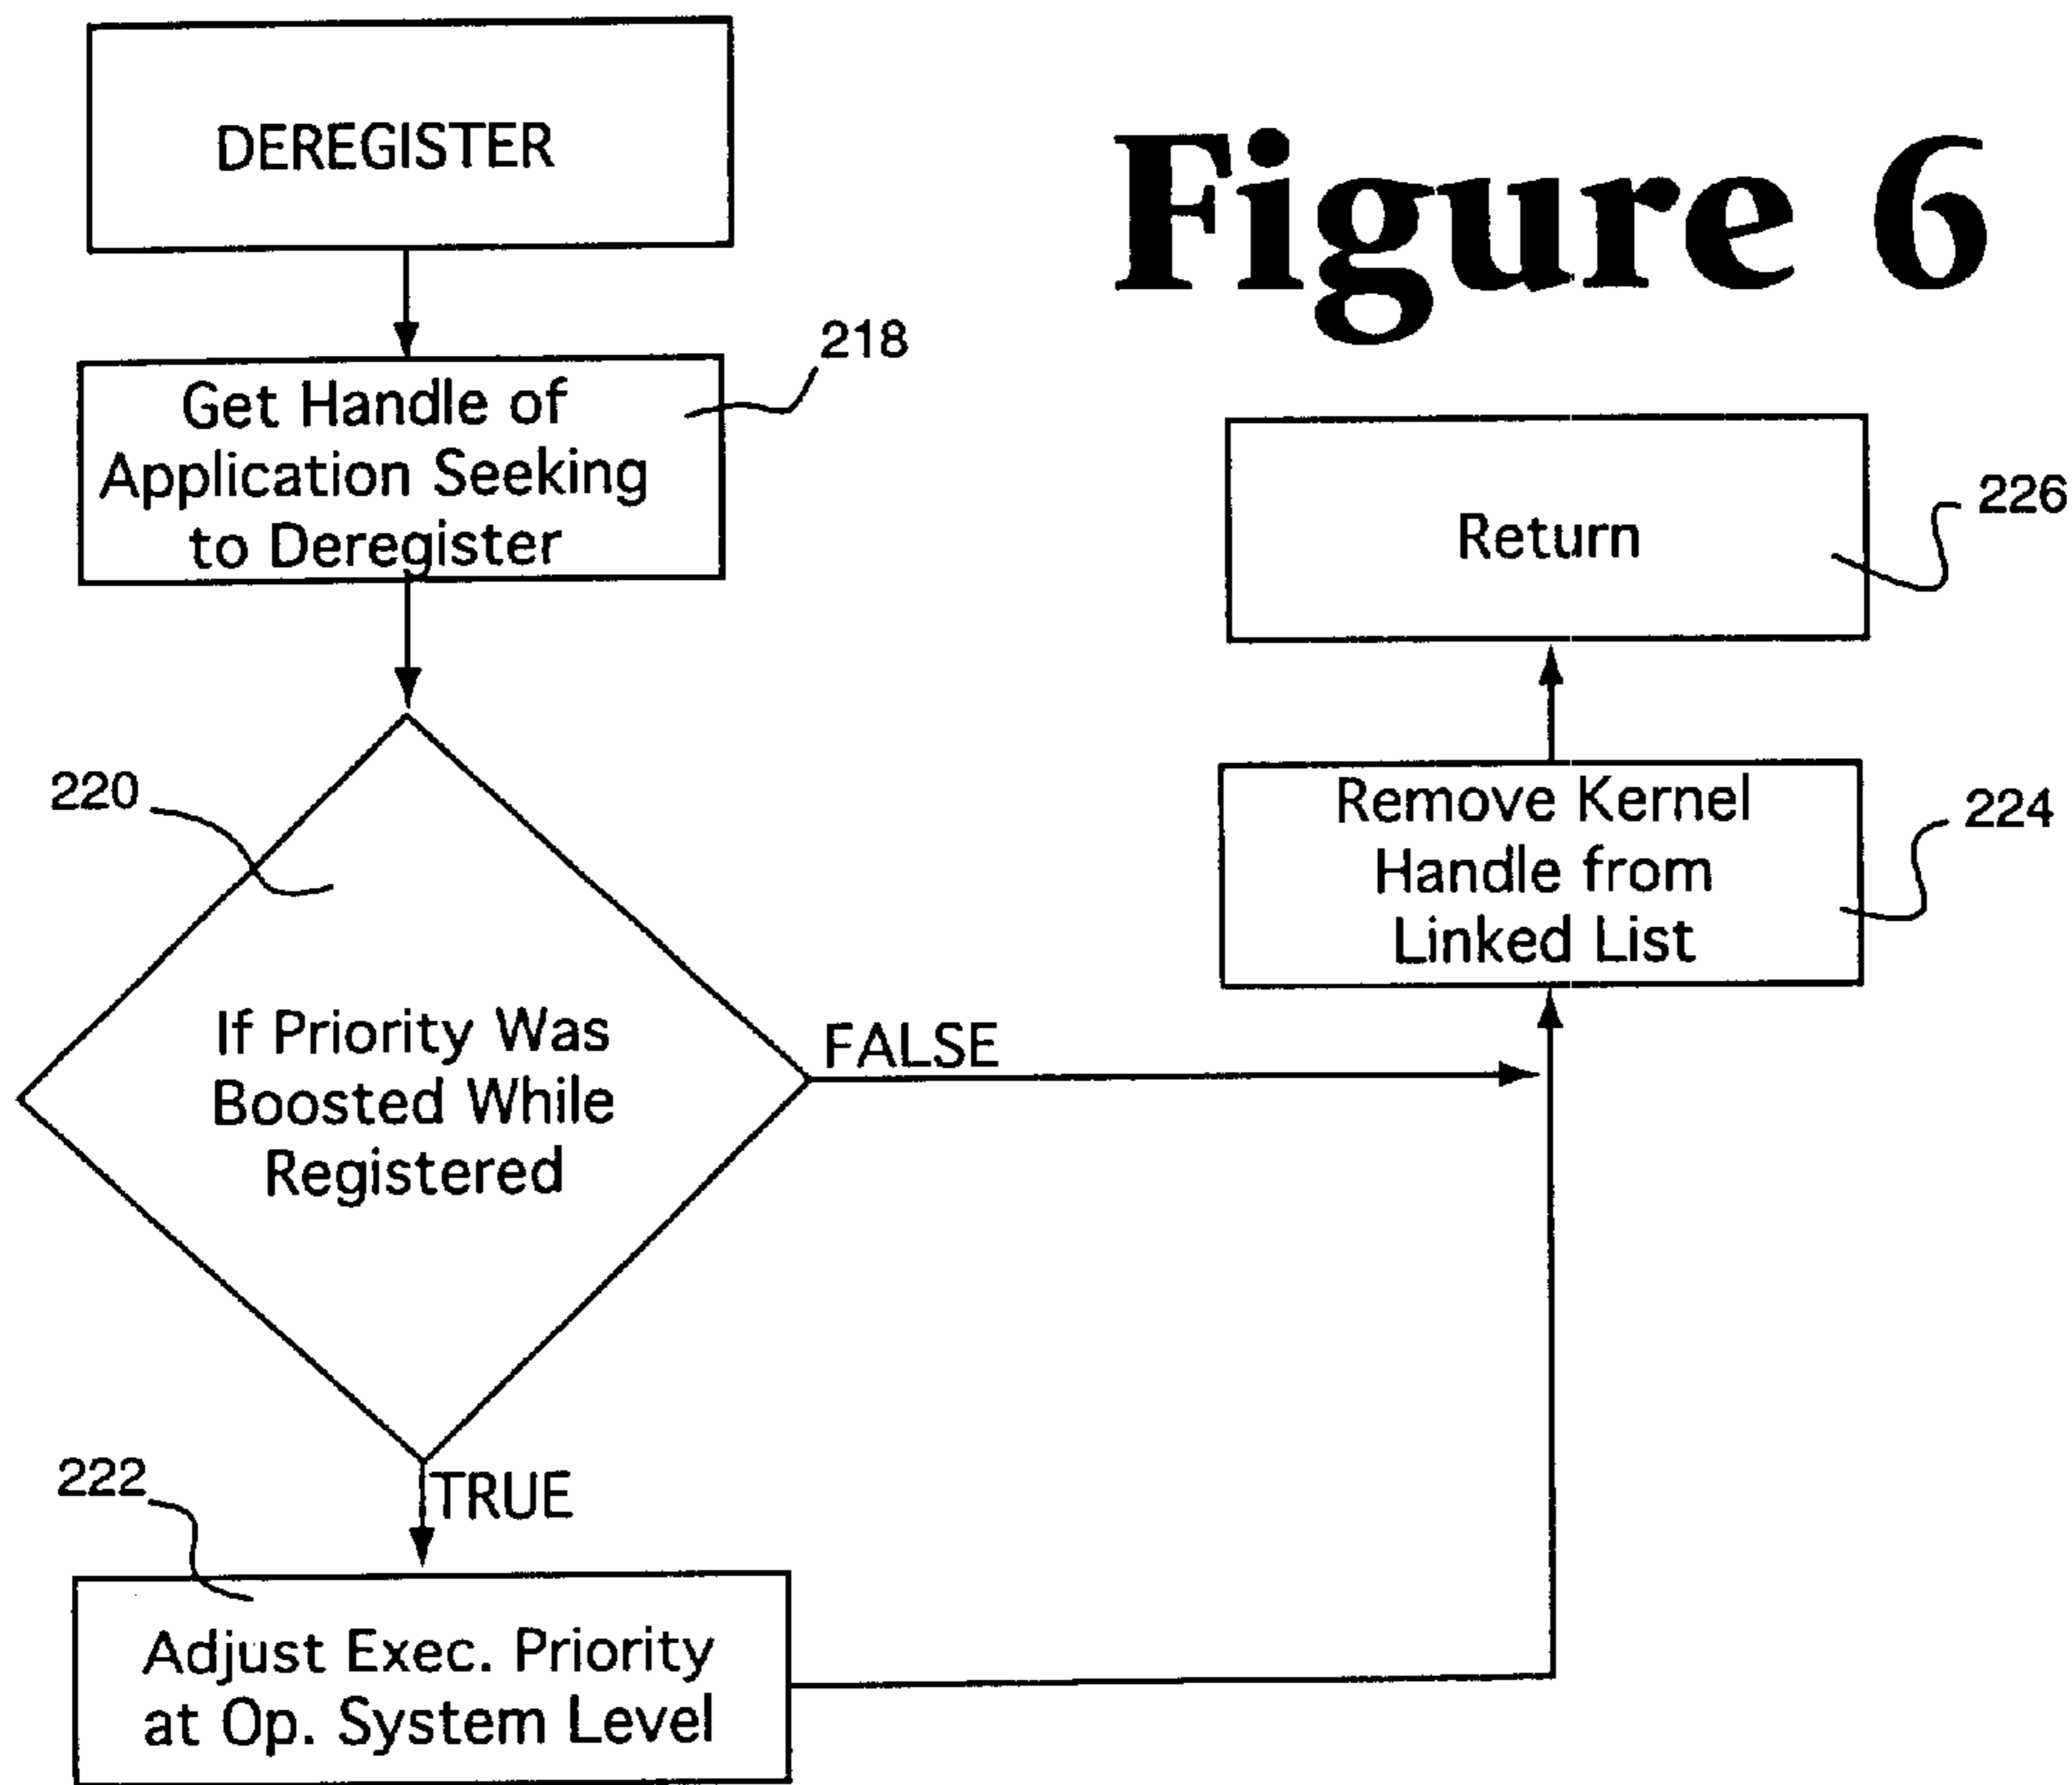 DEREGISTER
Figure 6
218
Get Handle of
Application Seeking
to Deregister
220
If Priority Was
Boosted While
Registered
FALSE
TRUE
222
Adjust Exec. Priority
at Op. System Level
Remove Kernel
Handle from
Linked List
224
Return
226